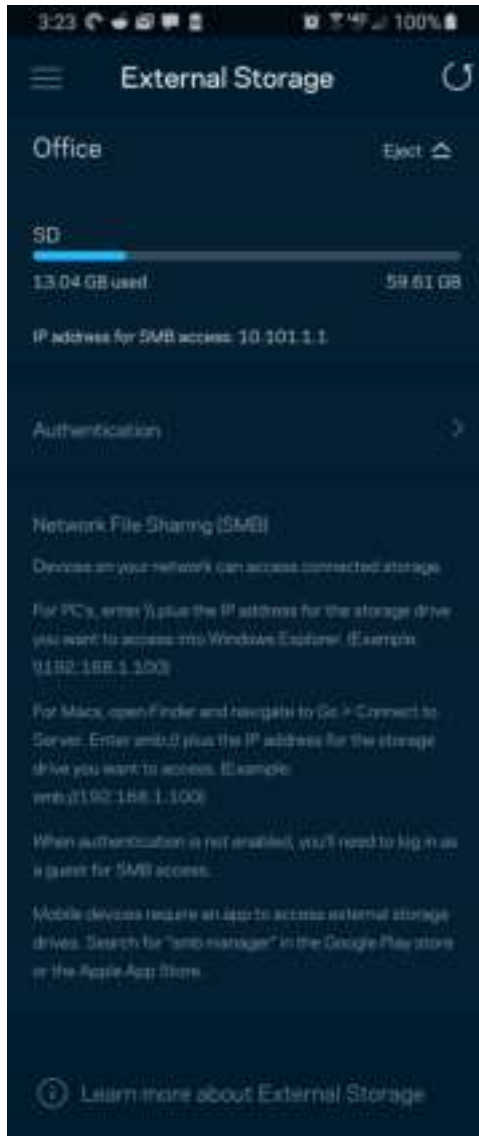 3:23 100%
External Storage
Office Eject
SD
13.04 GB used 59.61 GB
IP address for SMB access: 10.101.1.1
Authentication
Network File Sharing (SMB)
Devices on your network can access connected storage.
For PC's, enter \\ plus the IP address for the storage drive
you want to access into Windows Explorer. (Example:
\\192.168.1.100)
For Macs, open Finder and navigate to Go > Connect to
Server. Enter smb:// plus the IP address for the storage
drive you want to access. (Example:
smb://192.168.1.100)
When authentication is not enabled, you'll need to log in as
a guest for SMB access.
Mobile devices require an app to access external storage
drives. Search for "smb manager" in the Google Play store
or the Apple App Store.
Learn more about External Storage